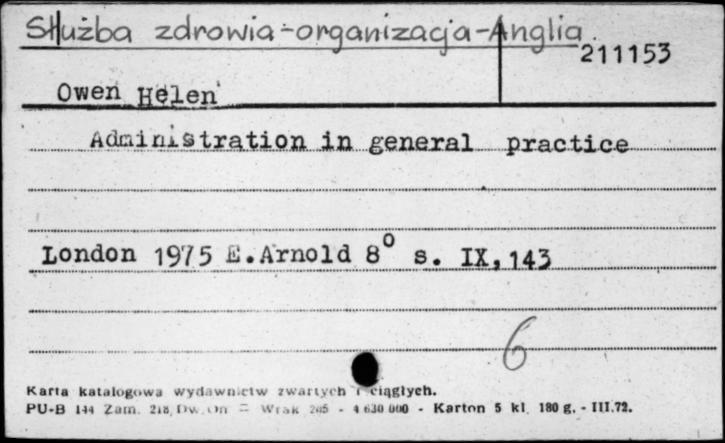 Służba zdrowia-organizacja-Anglia.
211153
Owen Helen
Administration in general practice
London 1975 E.Arnold 8° s. IX,143
6
Karta katalogowa wydawnictw zwartych i ciągłych.
PU-B 144 Zam. 218, Dw. On = Wrak 205 - 4 630 000 - Karton 5 kl. 180 g. - III.72.